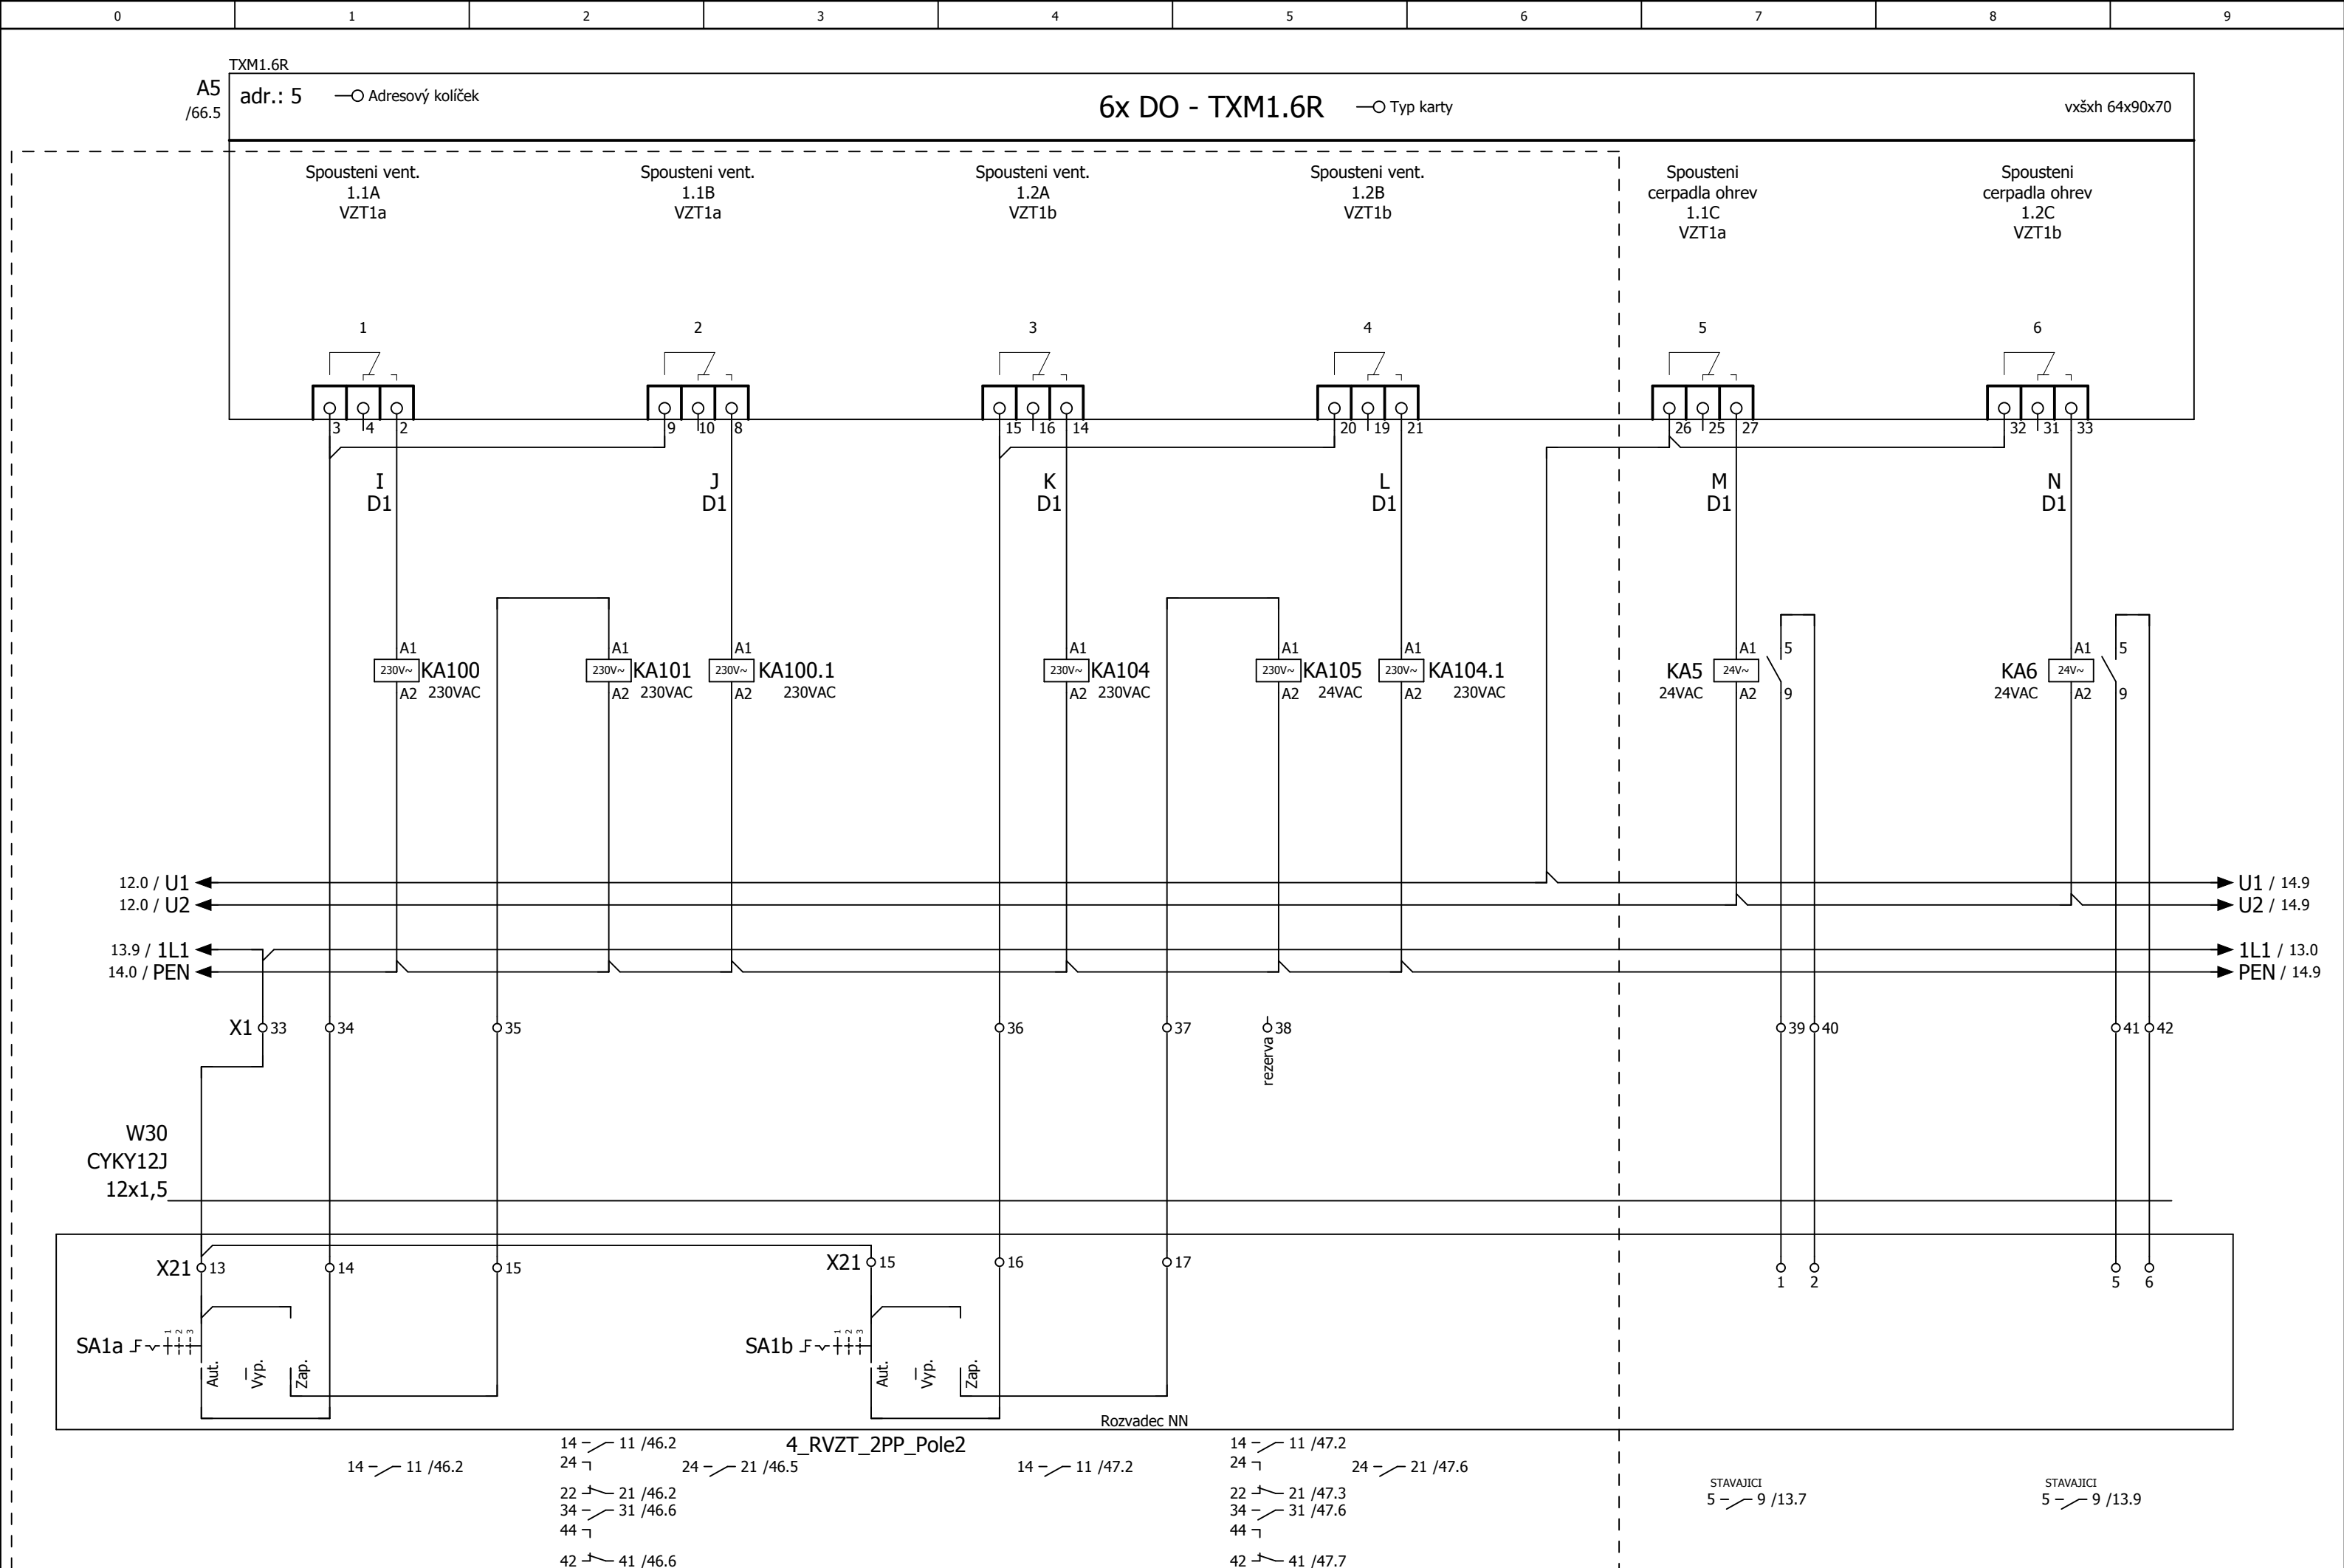 0 1 2 3 4 5 6 7 8 9
TXM1.6R
A5
/66.5
adr.: 5 Adresový kolíček
6x DO - TXM1.6R Typ karty
vxšxh 64x90x70
Spousteni vent.
1.1A
VZT1a
Spousteni vent.
1.1B
VZT1a
Spousteni vent.
1.2A
VZT1b
Spousteni vent.
1.2B
VZT1b
Spousteni
cerpadla ohrev
1.1C
VZT1a
Spousteni
cerpadla ohrev
1.2C
VZT1b
1 2 3 4 5 6
3 4 2 9 10 8 15 16 14 20 19 21 26 25 27 32 31 33
I J K L M N
D1 D1 D1 D1 D1 D1
A1
230V~ KA100
A2 230VAC
A1
230V~ KA101
A2 230VAC
A1
230V~ KA100.1
A2 230VAC
A1
230V~ KA104
A2 230VAC
A1
230V~ KA105
A2 24VAC
A1
230V~ KA104.1
A2 230VAC
A1 5
KA5 24V~
24VAC A2 9
A1 5
KA6 24V~
24VAC A2 9
12.0 / U1 U1 / 14.9
12.0 / U2 U2 / 14.9
13.9 / 1L1 1L1 / 13.0
14.0 / PEN PEN / 14.9
X1 33 34 35 36 37 38 39 40 41 42
rezerva
W30
CYKY12J
12x1,5
X21 13 14 15 X21 15 16 17
1 2 5 6
SA1a 1 2 3
Aut. Vyp. Zap.
SA1b 1 2 3
Aut. Vyp. Zap.
Rozvadec NN
4_RVZT_2PP_Pole2
14 11 /46.2
14 11 /46.2
24
22 21 /46.2
34 31 /46.6
44
42 41 /46.6
24 21 /46.5
14 11 /47.2
14 11 /47.2
24
22 21 /47.3
34 31 /47.6
44
42 41 /47.7
24 21 /47.6
STAVAJICI
5 9 /13.7
STAVAJICI
5 9 /13.9